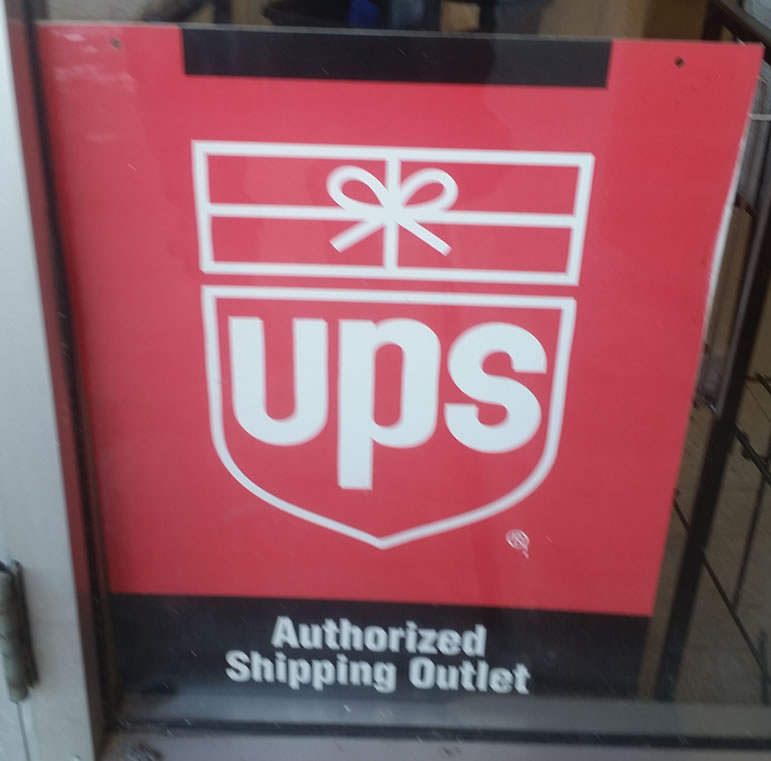 ups
®
Authorized
Shipping Outlet